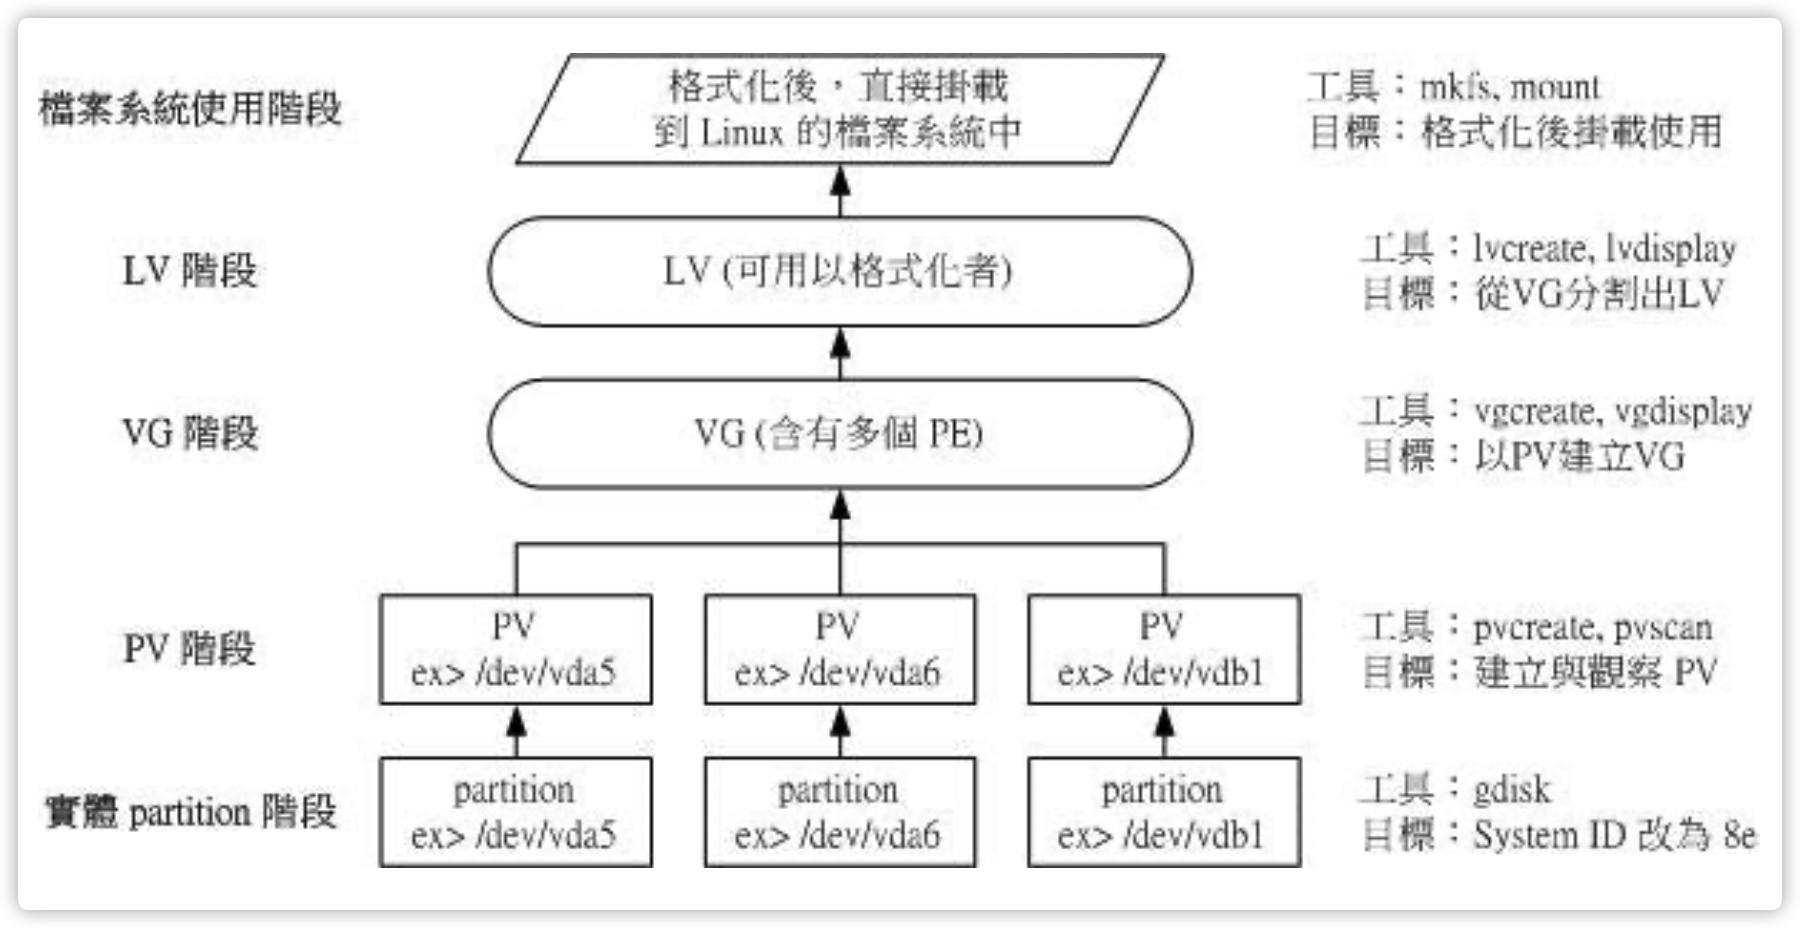 檔案系統使用階段
格式化後，直接掛載
到 Linux 的檔案系統中
工具：mkfs, mount
目標：格式化後掛載使用
LV 階段
LV (可用以格式化者)
工具：lvcreate, lvdisplay
目標：從VG分割出LV
VG 階段
VG (含有多個 PE)
工具：vgcreate, vgdisplay
目標：以PV建立VG
PV 階段
PV
ex> /dev/vda5
PV
ex> /dev/vda6
PV
ex> /dev/vdb1
工具：pvcreate, pvscan
目標：建立與觀察 PV
實體 partition 階段
partition
ex> /dev/vda5
partition
ex> /dev/vda6
partition
ex> /dev/vdb1
工具：gdisk
目標：System ID 改為 8e